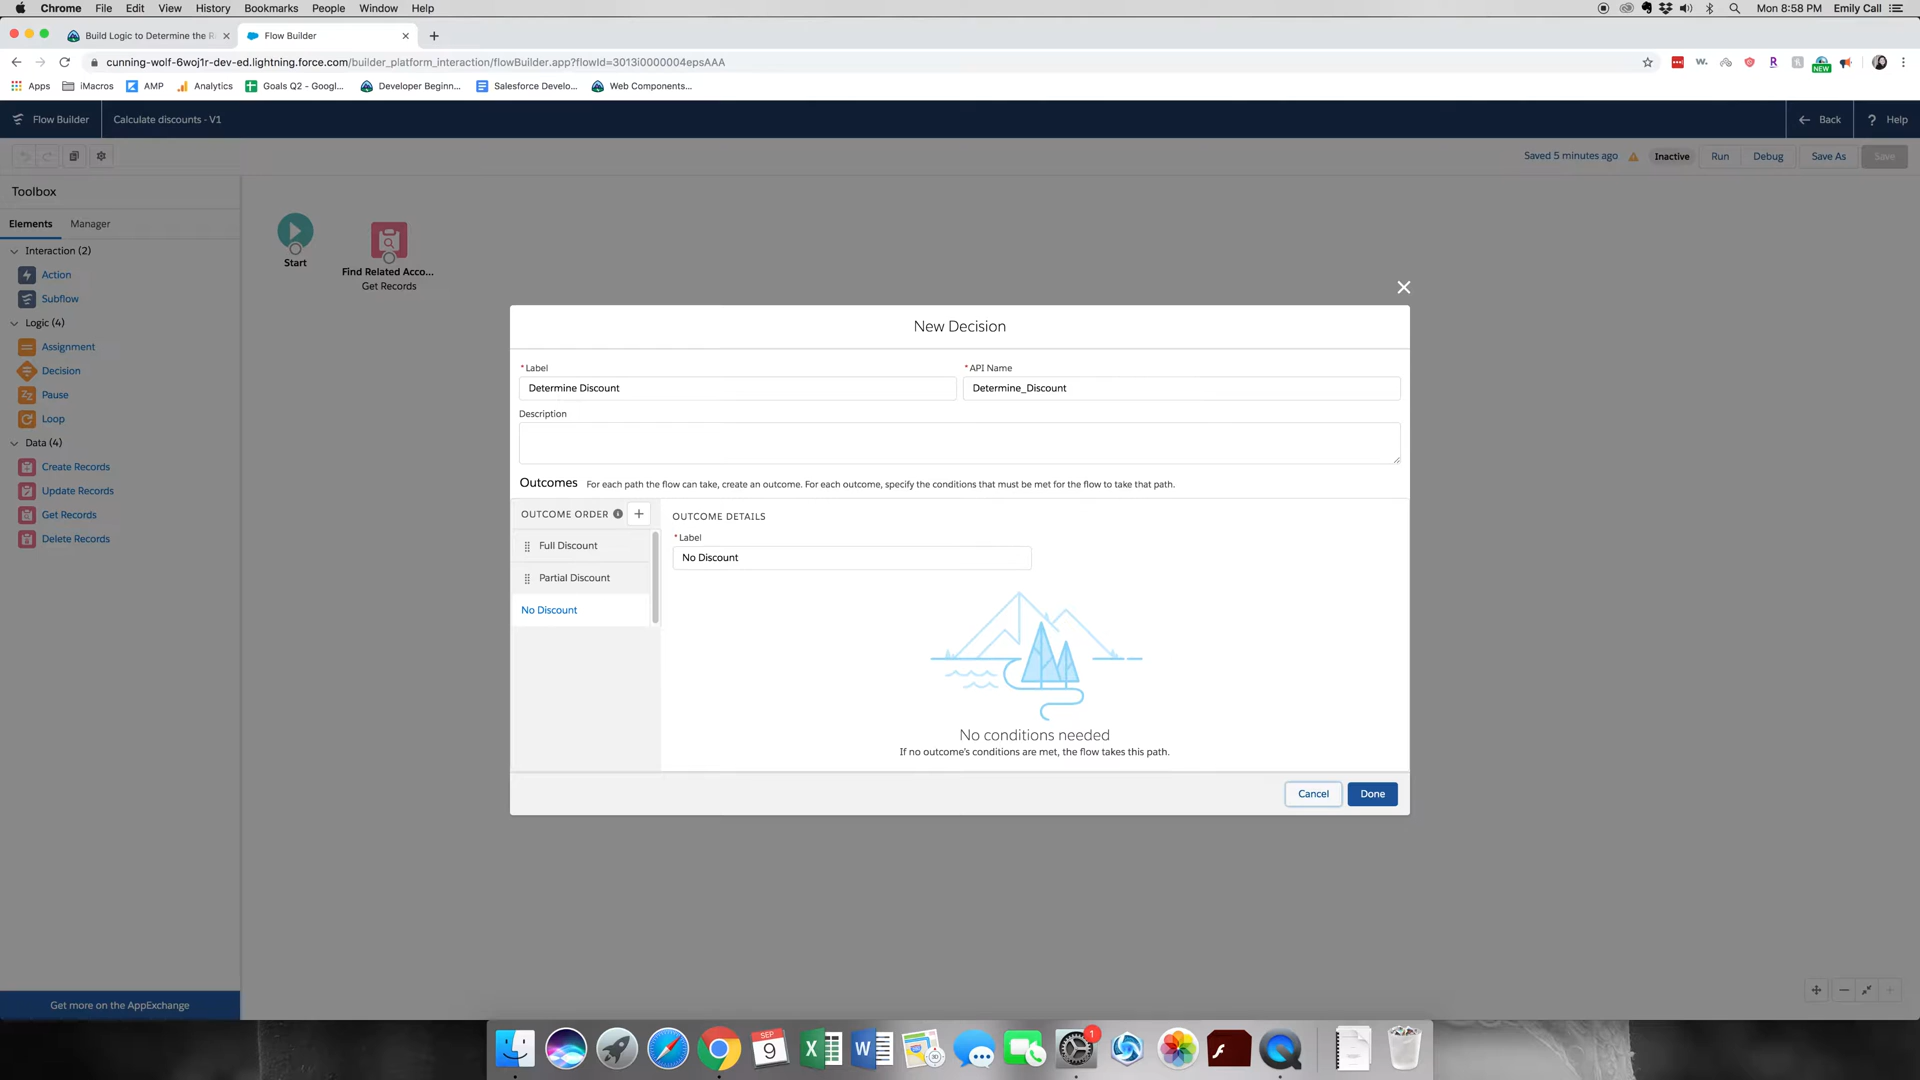 Chrome File Edit View History Bookmarks People Window Help Mon 8:58 PM Emily Call
Build Logic to Determine the R
Flow Builder
cunning-wolf-6woj1r-dev-ed.lightning.force.com/builder_platform_interaction/flowBuilder.app?flowId=3013i0000004epsAAA
Apps iMacros AMP Analytics Goals Q2 - Googl... Developer Beginn... Salesforce Develo... Web Components...
Flow Builder Calculate discounts - V1 Back ? Help
Saved 5 minutes ago Inactive Run Debug Save As Save
Toolbox
Elements Manager
Interaction (2)
Action
Subflow
Logic (4)
Assignment
Decision
Pause
Loop
Data (4)
Create Records
Update Records
Get Records
Delete Records
Get more on the AppExchange
Start
Find Related Acco...
Get Records
New Decision
*Label
Determine Discount
*API Name
Determine_Discount
Description
Outcomes For each path the flow can take, create an outcome. For each outcome, specify the conditions that must be met for the flow to take that path.
OUTCOME ORDER
Full Discount
Partial Discount
No Discount
OUTCOME DETAILS
*Label
No Discount
No conditions needed
If no outcome's conditions are met, the flow takes this path.
Cancel Done
NEW
SEP
9
1